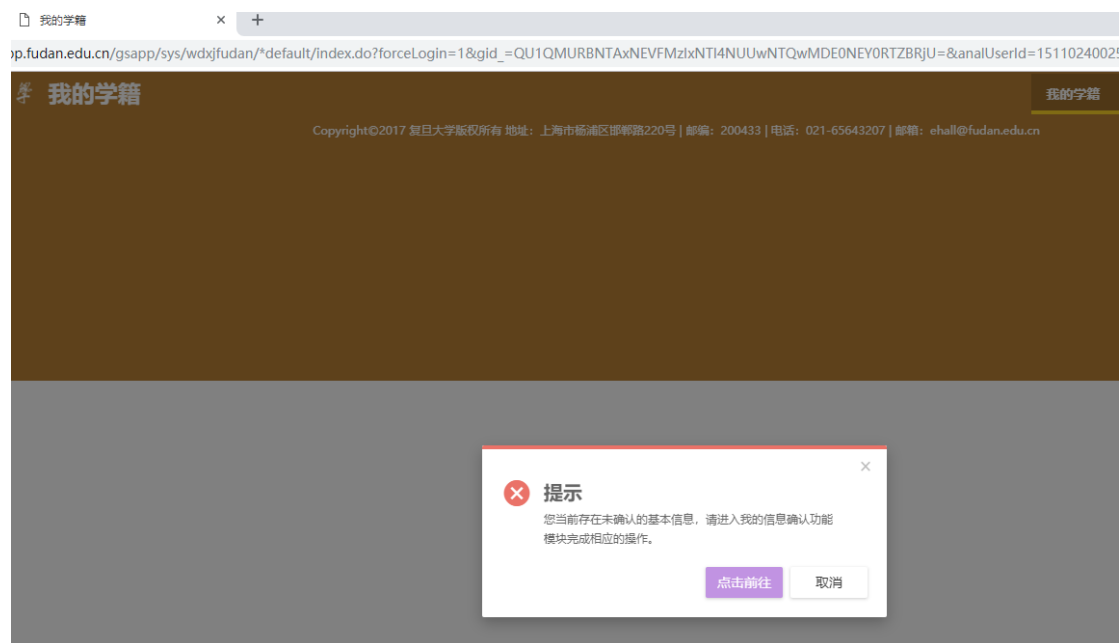 我的学籍
pp.fudan.edu.cn/gsapp/sys/wdxjfudan/*default/index.do?forceLogin=1&gid_=QU1QMURBNTAxNEVFMzIxNTI4NUUwNTQwMDE0NEY0RTZBRjU=&analUserId=15110240025
我的学籍
我的学籍
Copyright©2017 复旦大学版权所有 地址：上海市杨浦区邯郸路220号 | 邮编：200433 | 电话：021-65643207 | 邮箱：ehall@fudan.edu.cn
提示
您当前存在未确认的基本信息，请进入我的信息确认功能
模块完成相应的操作。
点击前往
取消